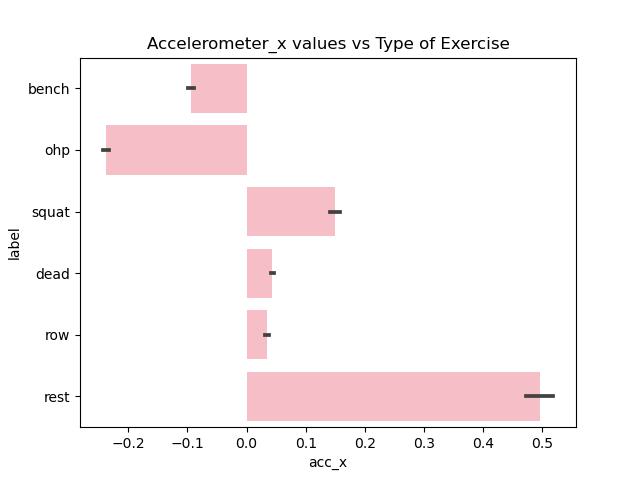 Accelerometer_x values vs Type of Exercise
bench
ohp
squat
dead
row
rest
label
−0.2
−0.1
0.0
0.1
0.2
0.3
0.4
0.5
acc_x